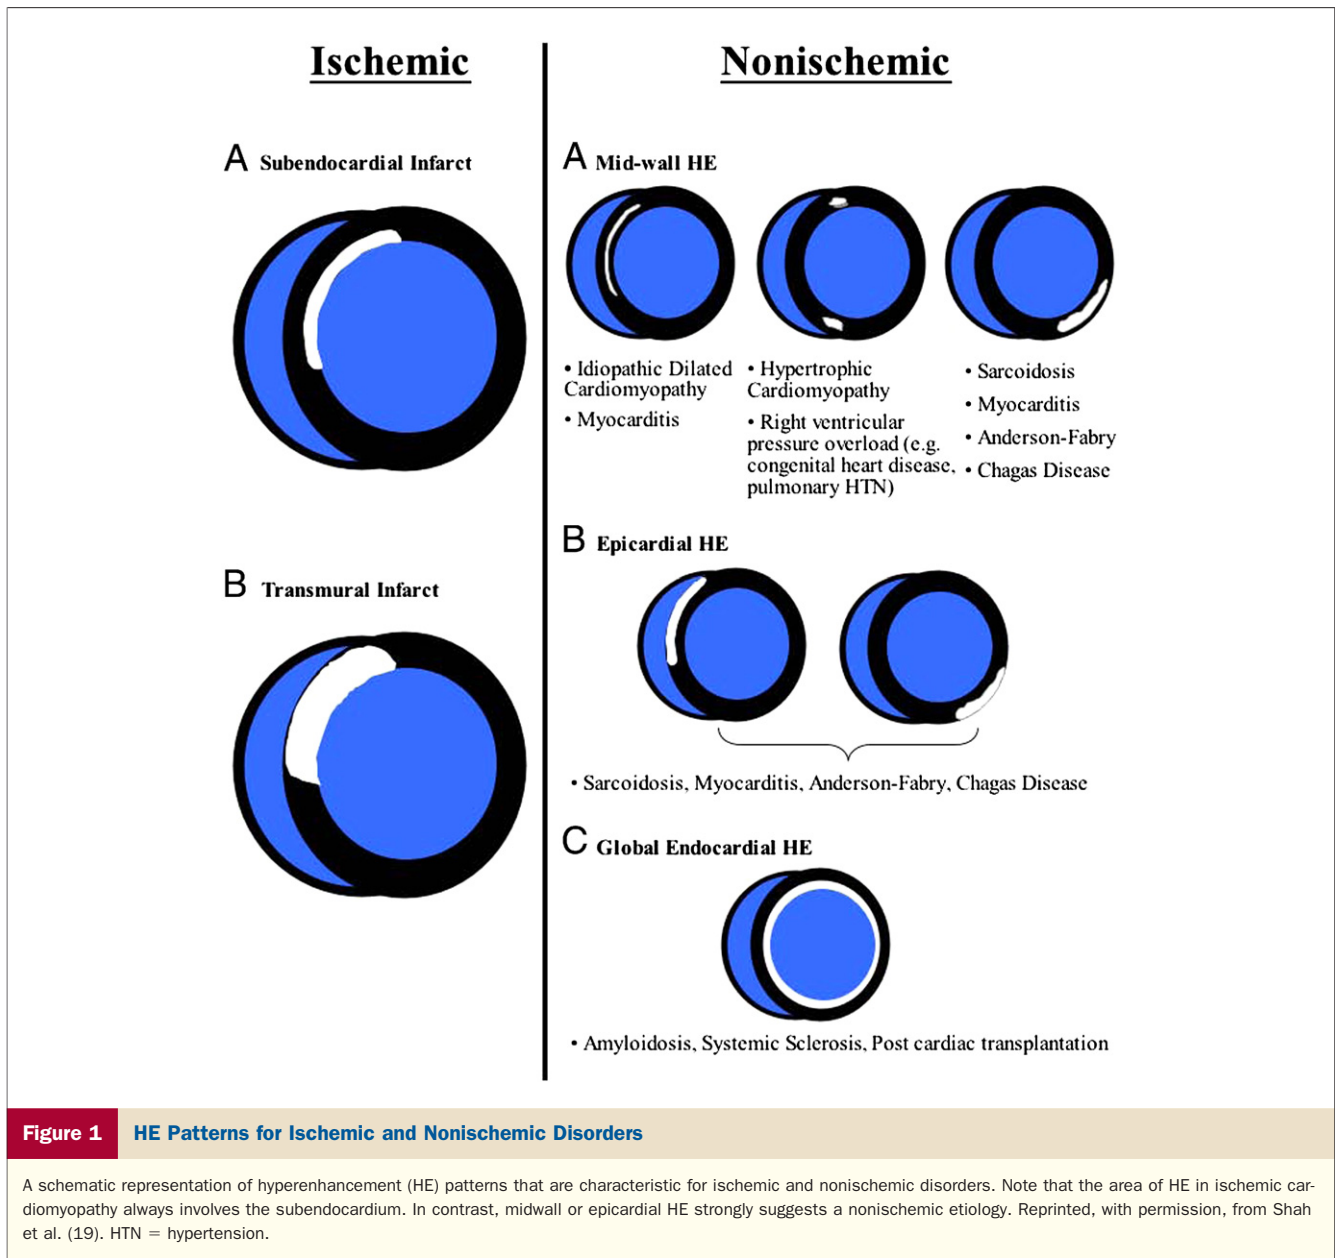 Ischemic
A Subendocardial Infarct
B Transmural Infarct
Nonischemic
A Mid-wall HE
• Idiopathic Dilated
Cardiomyopathy
• Myocarditis
• Hypertrophic
Cardiomyopathy
• Right ventricular
pressure overload (e.g.
congenital heart disease,
pulmonary HTN)
• Sarcoidosis
• Myocarditis
• Anderson-Fabry
• Chagas Disease
B Epicardial HE
• Sarcoidosis, Myocarditis, Anderson-Fabry, Chagas Disease
C Global Endocardial HE
• Amyloidosis, Systemic Sclerosis, Post cardiac transplantation
Figure 1 HE Patterns for Ischemic and Nonischemic Disorders
A schematic representation of hyperenhancement (HE) patterns that are characteristic for ischemic and nonischemic disorders. Note that the area of HE in ischemic car-
diomyopathy always involves the subendocardium. In contrast, midwall or epicardial HE strongly suggests a nonischemic etiology. Reprinted, with permission, from Shah
et al. (19). HTN = hypertension.